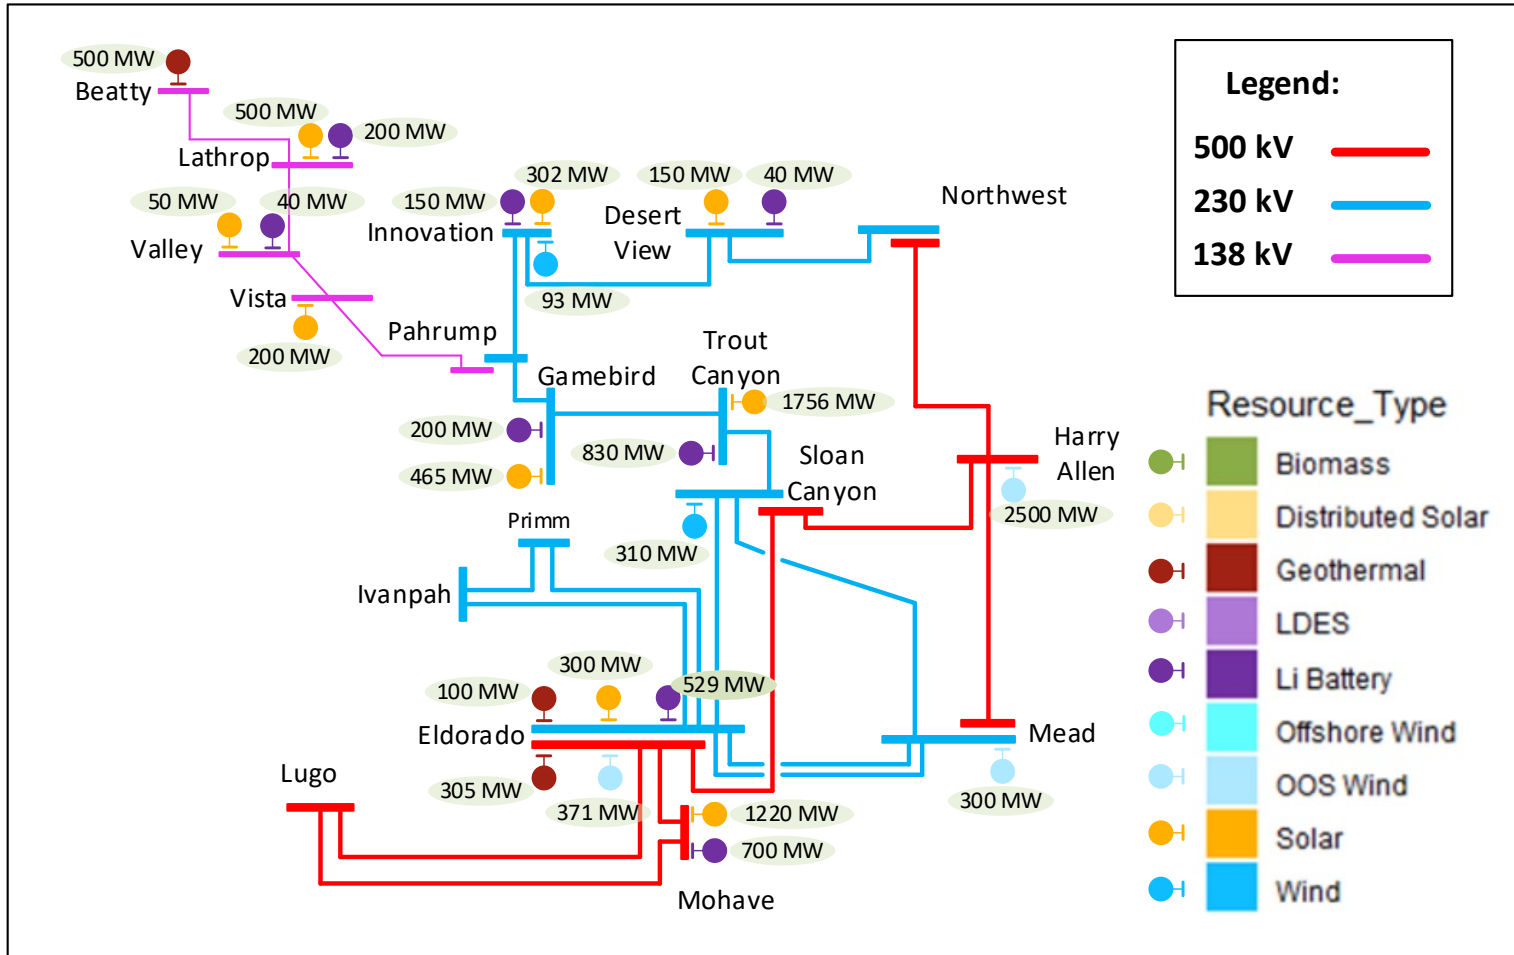 500 MW
Beatty
500 MW
200 MW
Lathrop
50 MW
40 MW
Valley
Vista
200 MW
Pahrump
302 MW
150 MW
Innovation
93 MW
150 MW
40 MW
Desert
View
Northwest
Gamebird
200 MW
465 MW
Trout
Canyon
1756 MW
830 MW
Sloan
Canyon
310 MW
Harry
Allen
2500 MW
Primm
Ivanpah
300 MW
100 MW
529 MW
Eldorado
305 MW
371 MW
Lugo
1220 MW
700 MW
Mohave
Mead
300 MW
Legend:
500 kV
230 kV
138 kV
Resource_Type
Biomass
Distributed Solar
Geothermal
LDES
Li Battery
Offshore Wind
OOS Wind
Solar
Wind